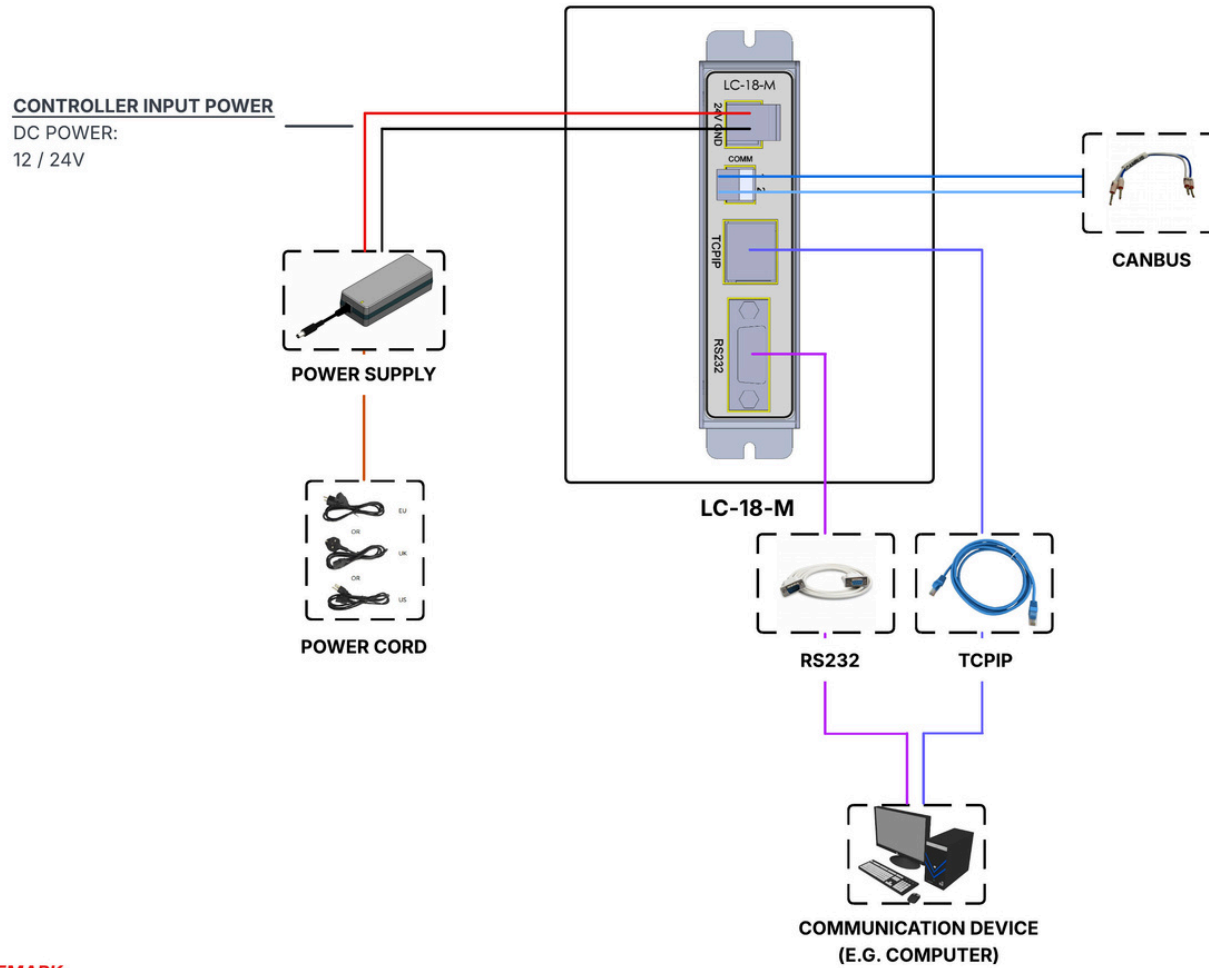 CONTROLLER INPUT POWER
DC POWER:
12 / 24V
LC-18-M
24V GND
COMM
TCPIP
RS232
LC-18-M
CANBUS
POWER SUPPLY
EU
OR
UK
OR
US
POWER CORD
RS232
TCPIP
COMMUNICATION DEVICE
(E.G. COMPUTER)